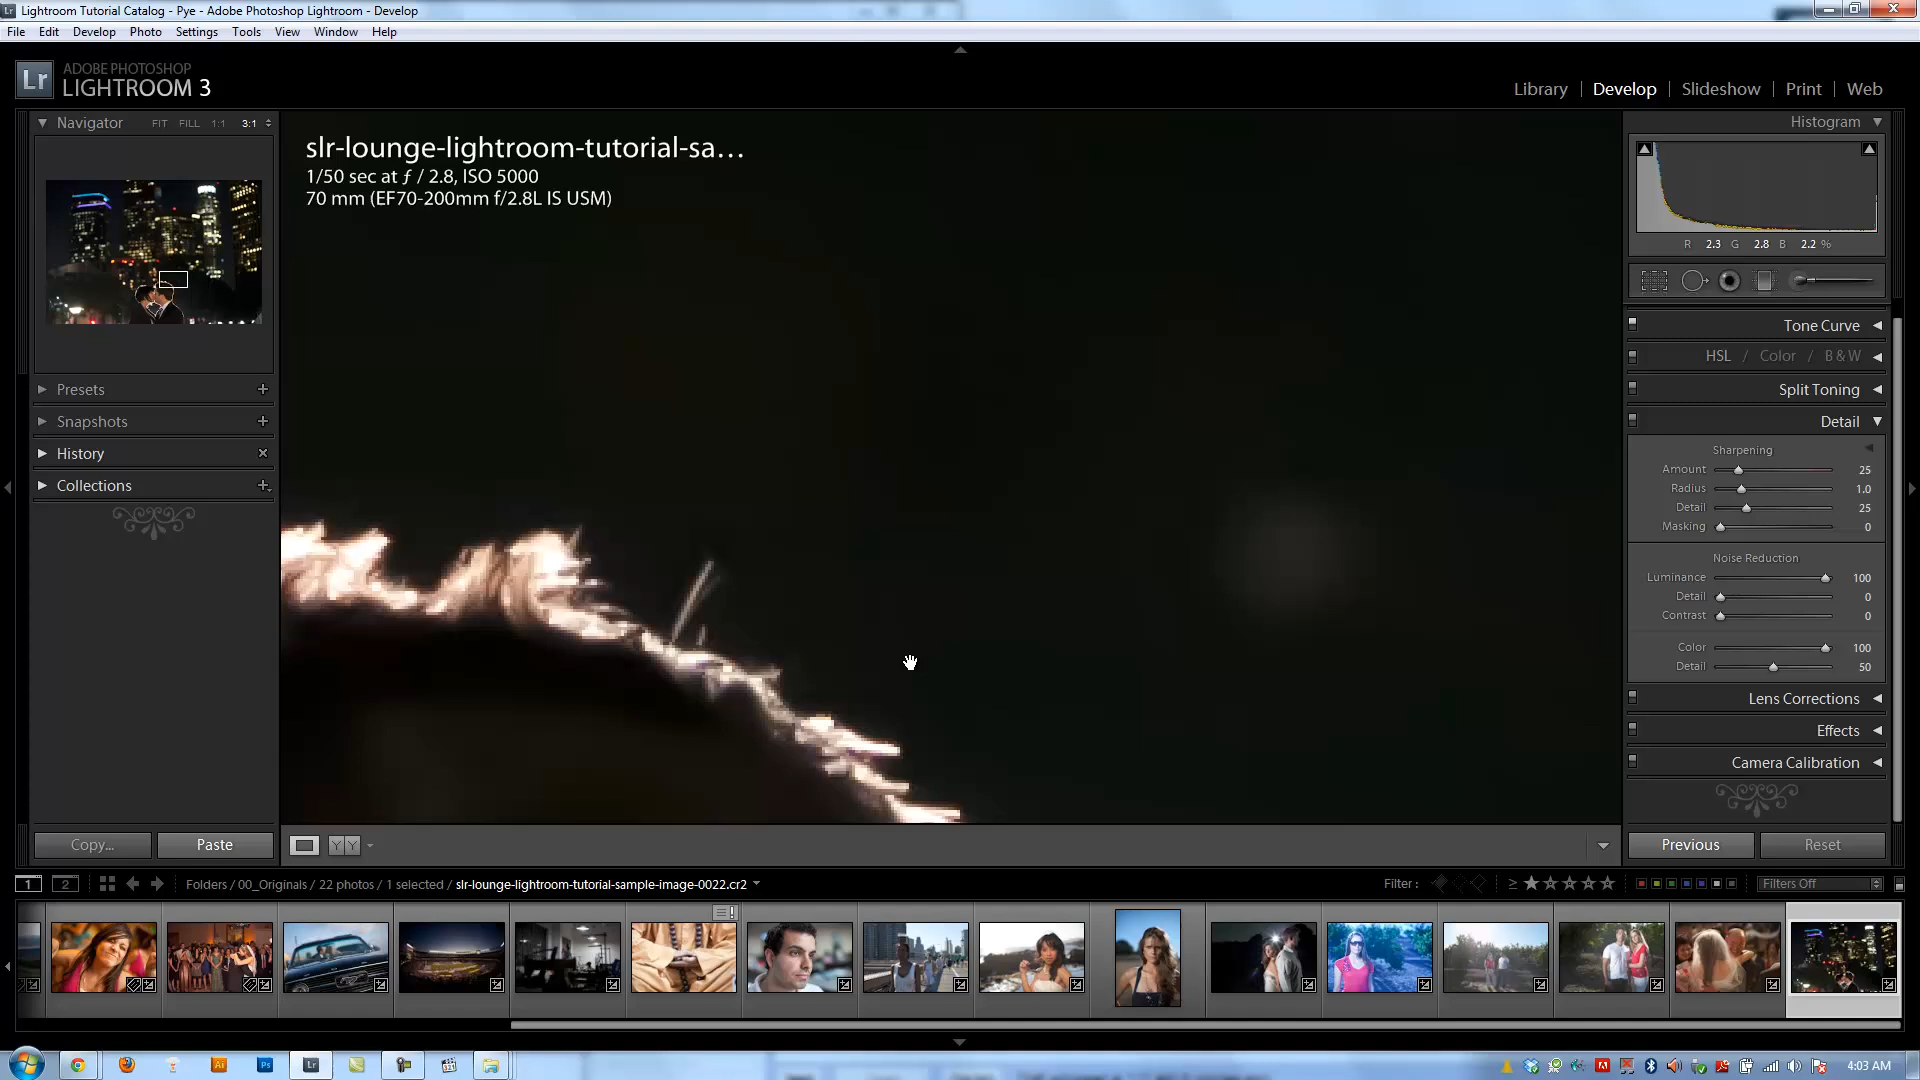 Lightroom Tutorial Catalog - Pye - Adobe Photoshop Lightroom - Develop
File Edit Develop Photo Settings Tools View Window Help
Lr ADOBE PHOTOSHOP
LIGHTROOM 3
Library | Develop | Slideshow | Print | Web
Navigator FIT FILL 1:1 3:1
Histogram
slr-lounge-lightroom-tutorial-sa...
1/50 sec at ƒ / 2.8, ISO 5000
70 mm (EF70-200mm f/2.8L IS USM)
R 2.3 G 2.8 B 2.2 %
Presets
Snapshots
History
Collections
Tone Curve
HSL / Color / B & W
Split Toning
Detail
Sharpening
Amount 25
Radius 1.0
Detail 25
Masking 0
Noise Reduction
Luminance 100
Detail 0
Contrast 0
Color 100
Detail 50
Lens Corrections
Effects
Camera Calibration
Copy... Paste
Y Y
Previous Reset
1 2 Folders / 00_Originals / 22 photos / 1 selected / slr-lounge-lightroom-tutorial-sample-image-0022.cr2
Filter : ≥ Filters Off
Ai Ps Lr
4:03 AM